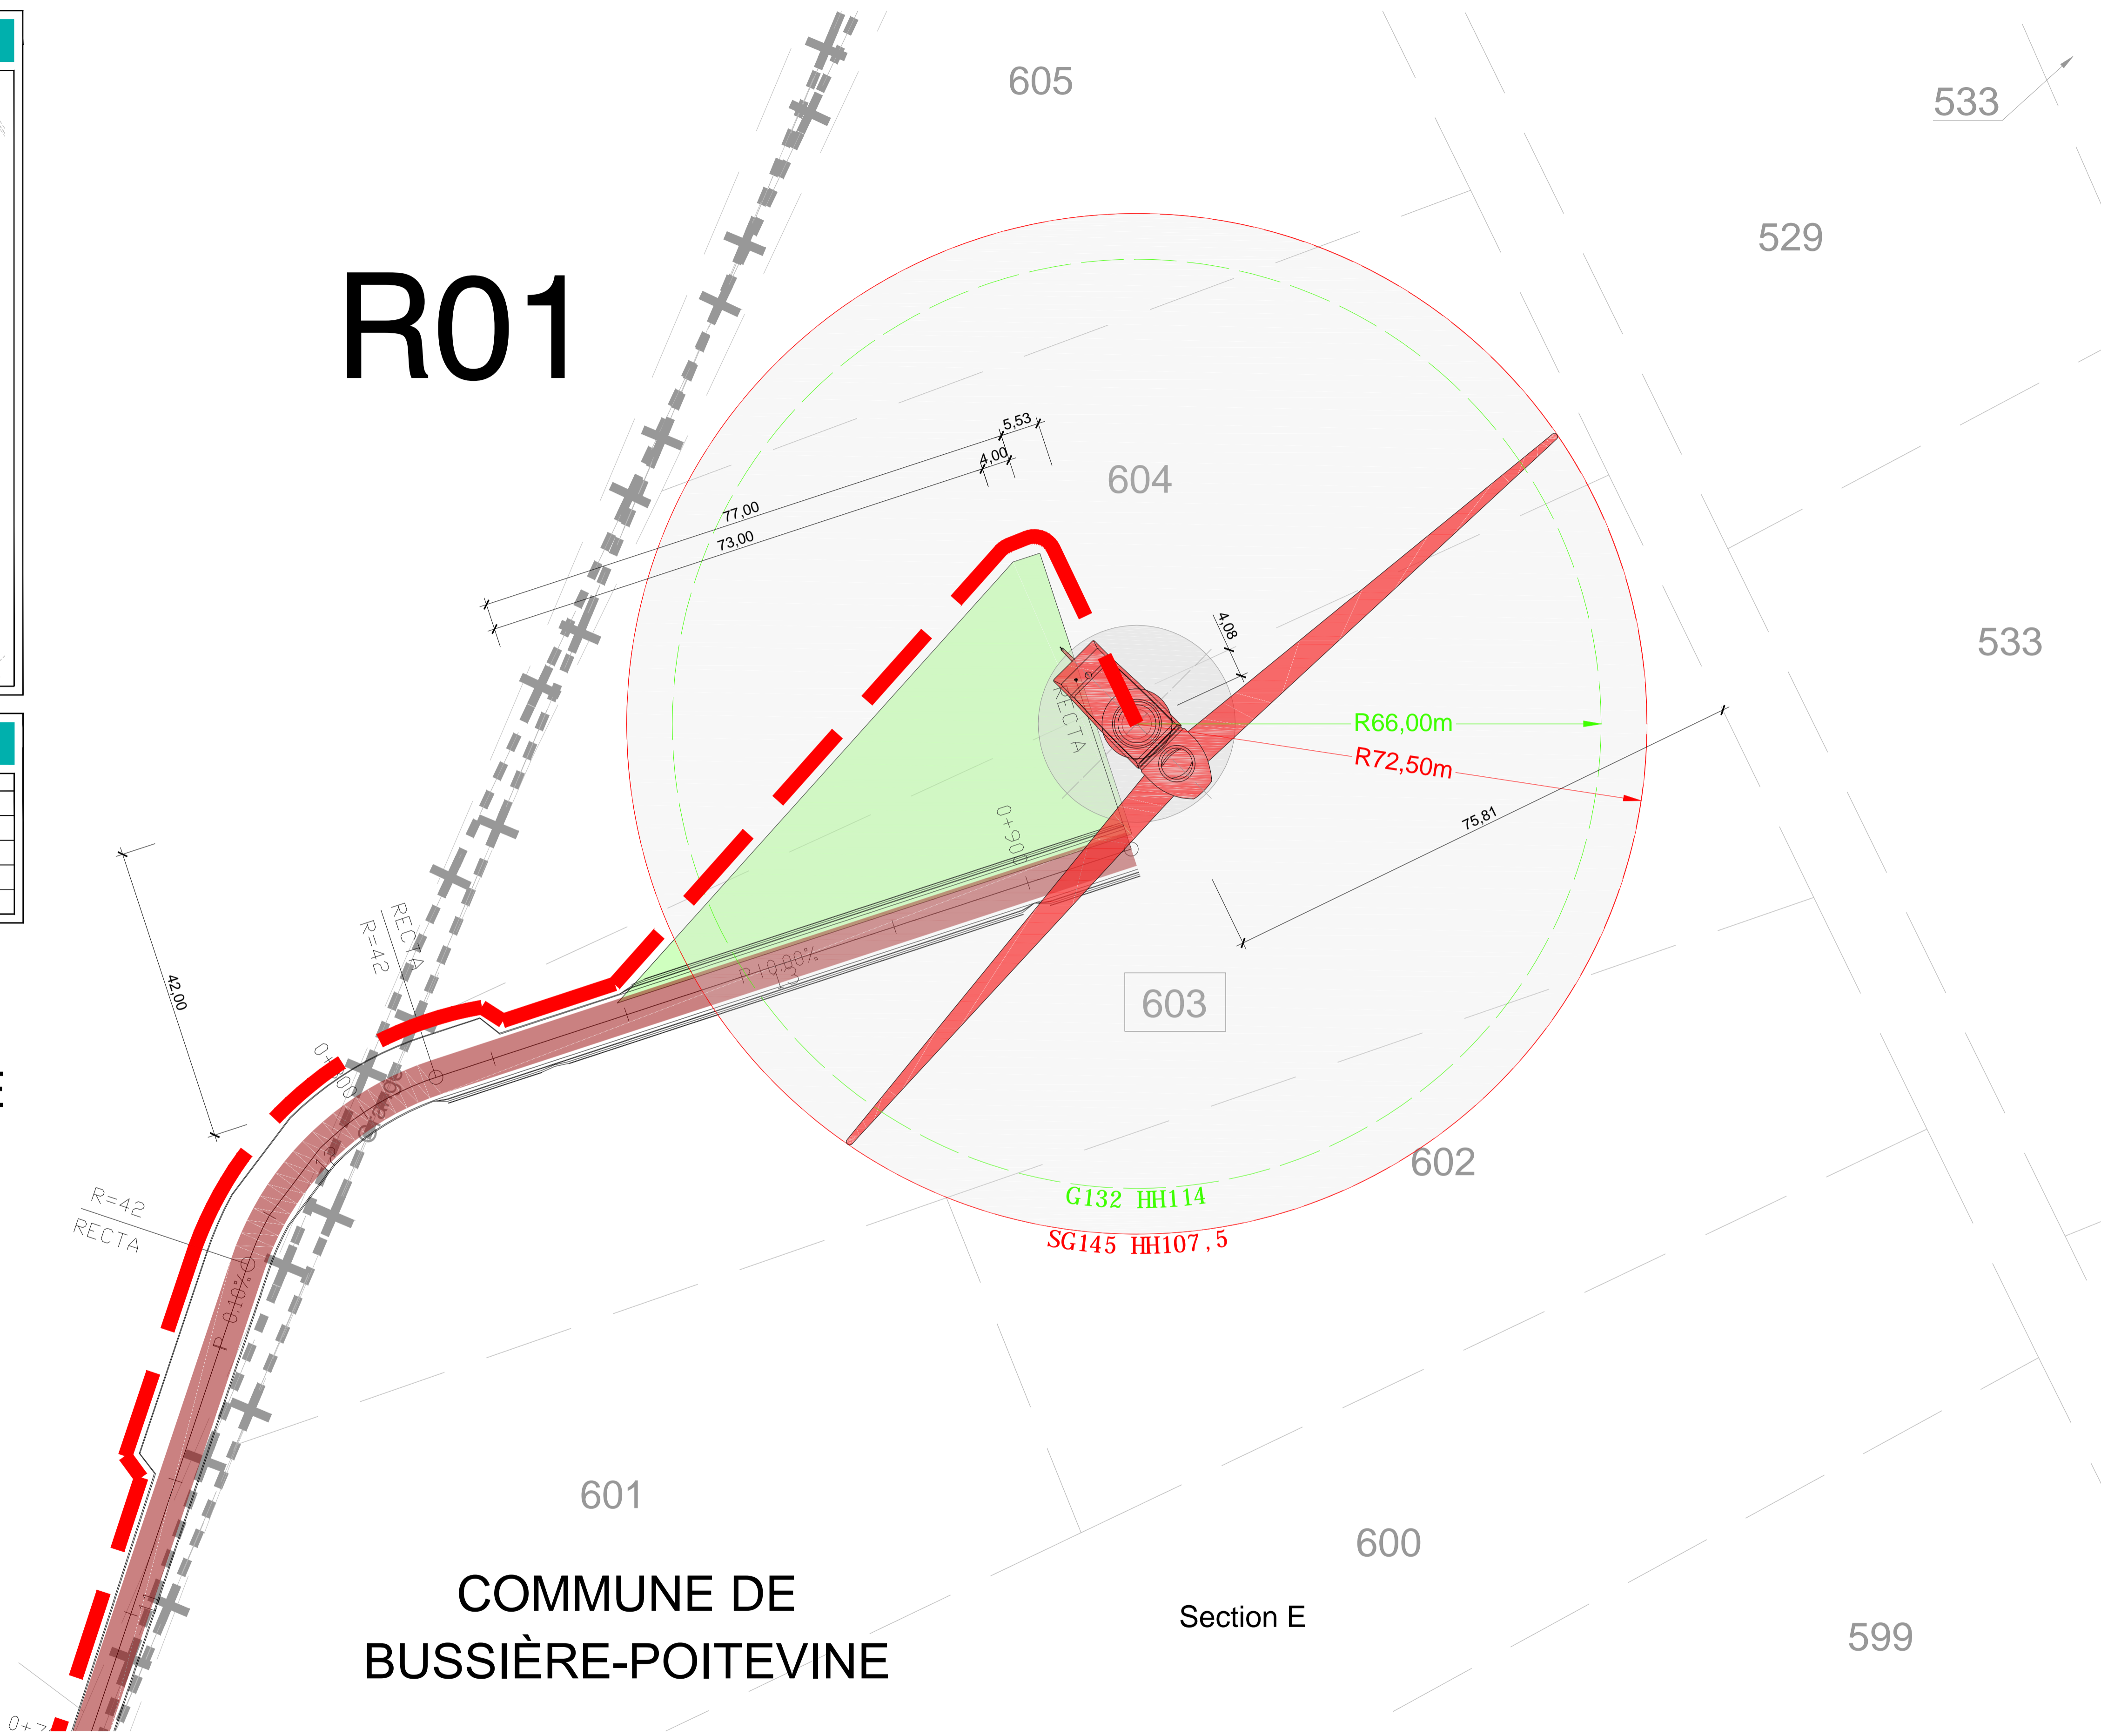 605
533
529
R01
5,53
4,00
604
77,00
73,00
4,08
533
RECTA
R66,00m
R72,50m
75,81
0+900
RECTA
R=42
42,00
603
602
G132 HH114
SG145 HH107,5
R=42
RECTA
P 0,10%
601
600
COMMUNE DE
BUSSIÈRE-POITEVINE
Section E
599